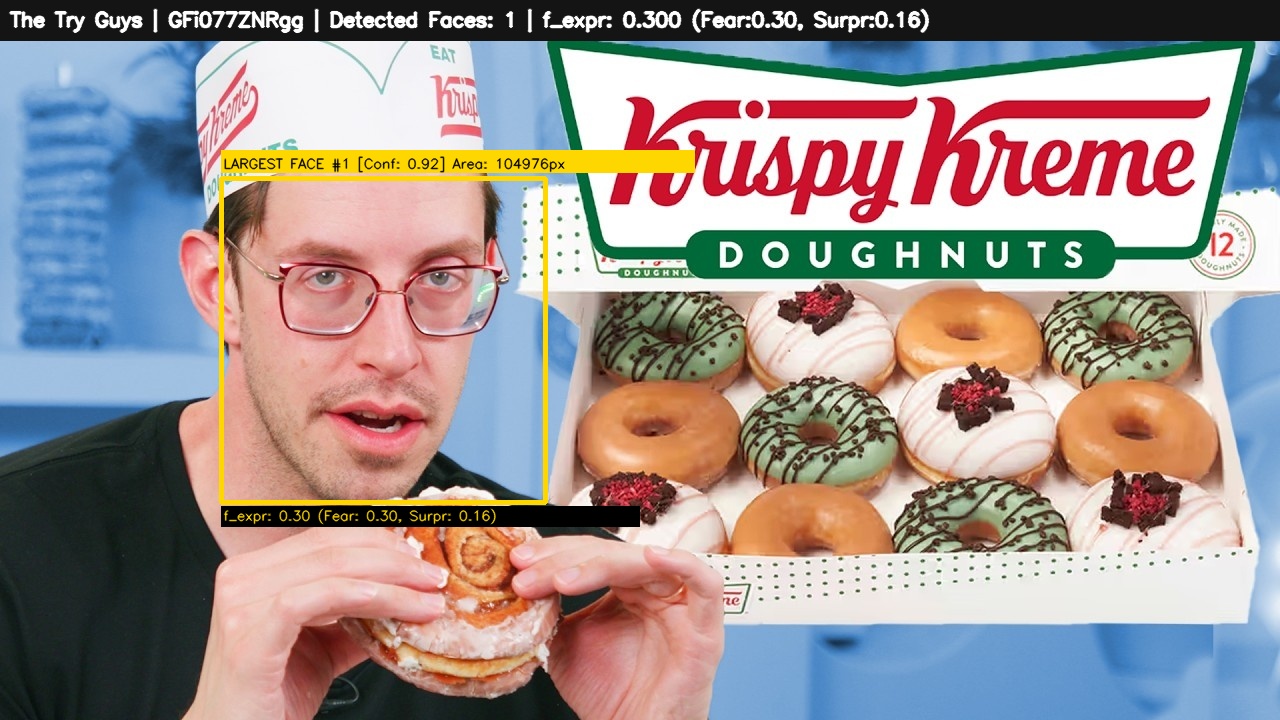 The Try Guys | GFi077ZNRgg | Detected Faces: 1 | f_expr: 0.300 (Fear:0.30, Surpr:0.16)
EAT
Krispy Kreme
LARGEST FACE #1 [Conf: 0.92] Area: 104976px
Krispy Kreme
DOUGHNUTS
12
DOUGHNUTS
f_expr: 0.30 (Fear: 0.30, Surpr: 0.16)